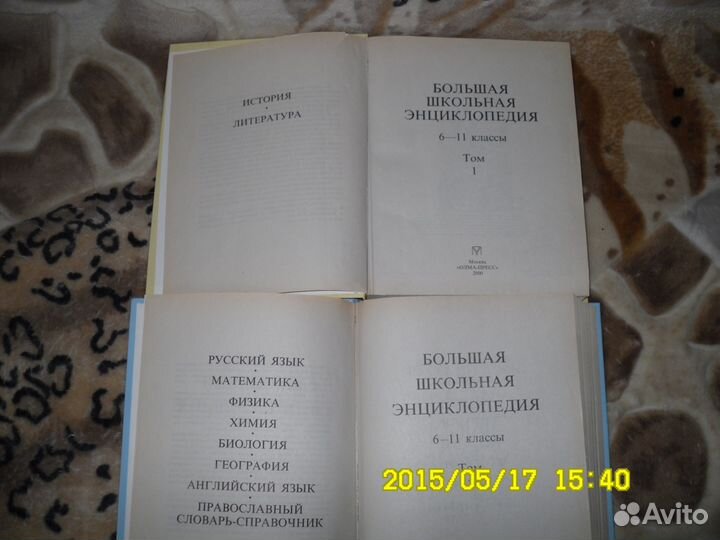 ИСТОРИЯ
•
ЛИТЕРАТУРА
БОЛЬШАЯ
ШКОЛЬНАЯ
ЭНЦИКЛОПЕДИЯ
6—11 классы
Том
1
Москва
«ОЛМА-ПРЕСС»
2000
РУССКИЙ ЯЗЫК
•
МАТЕМАТИКА
•
ФИЗИКА
•
ХИМИЯ
•
БИОЛОГИЯ
•
ГЕОГРАФИЯ
•
АНГЛИЙСКИЙ ЯЗЫК
•
ПРАВОСЛАВНЫЙ
СЛОВАРЬ-СПРАВОЧНИК
БОЛЬШАЯ
ШКОЛЬНАЯ
ЭНЦИКЛОПЕДИЯ
6—11 классы
Том
2015/05/17 15:40
Avito